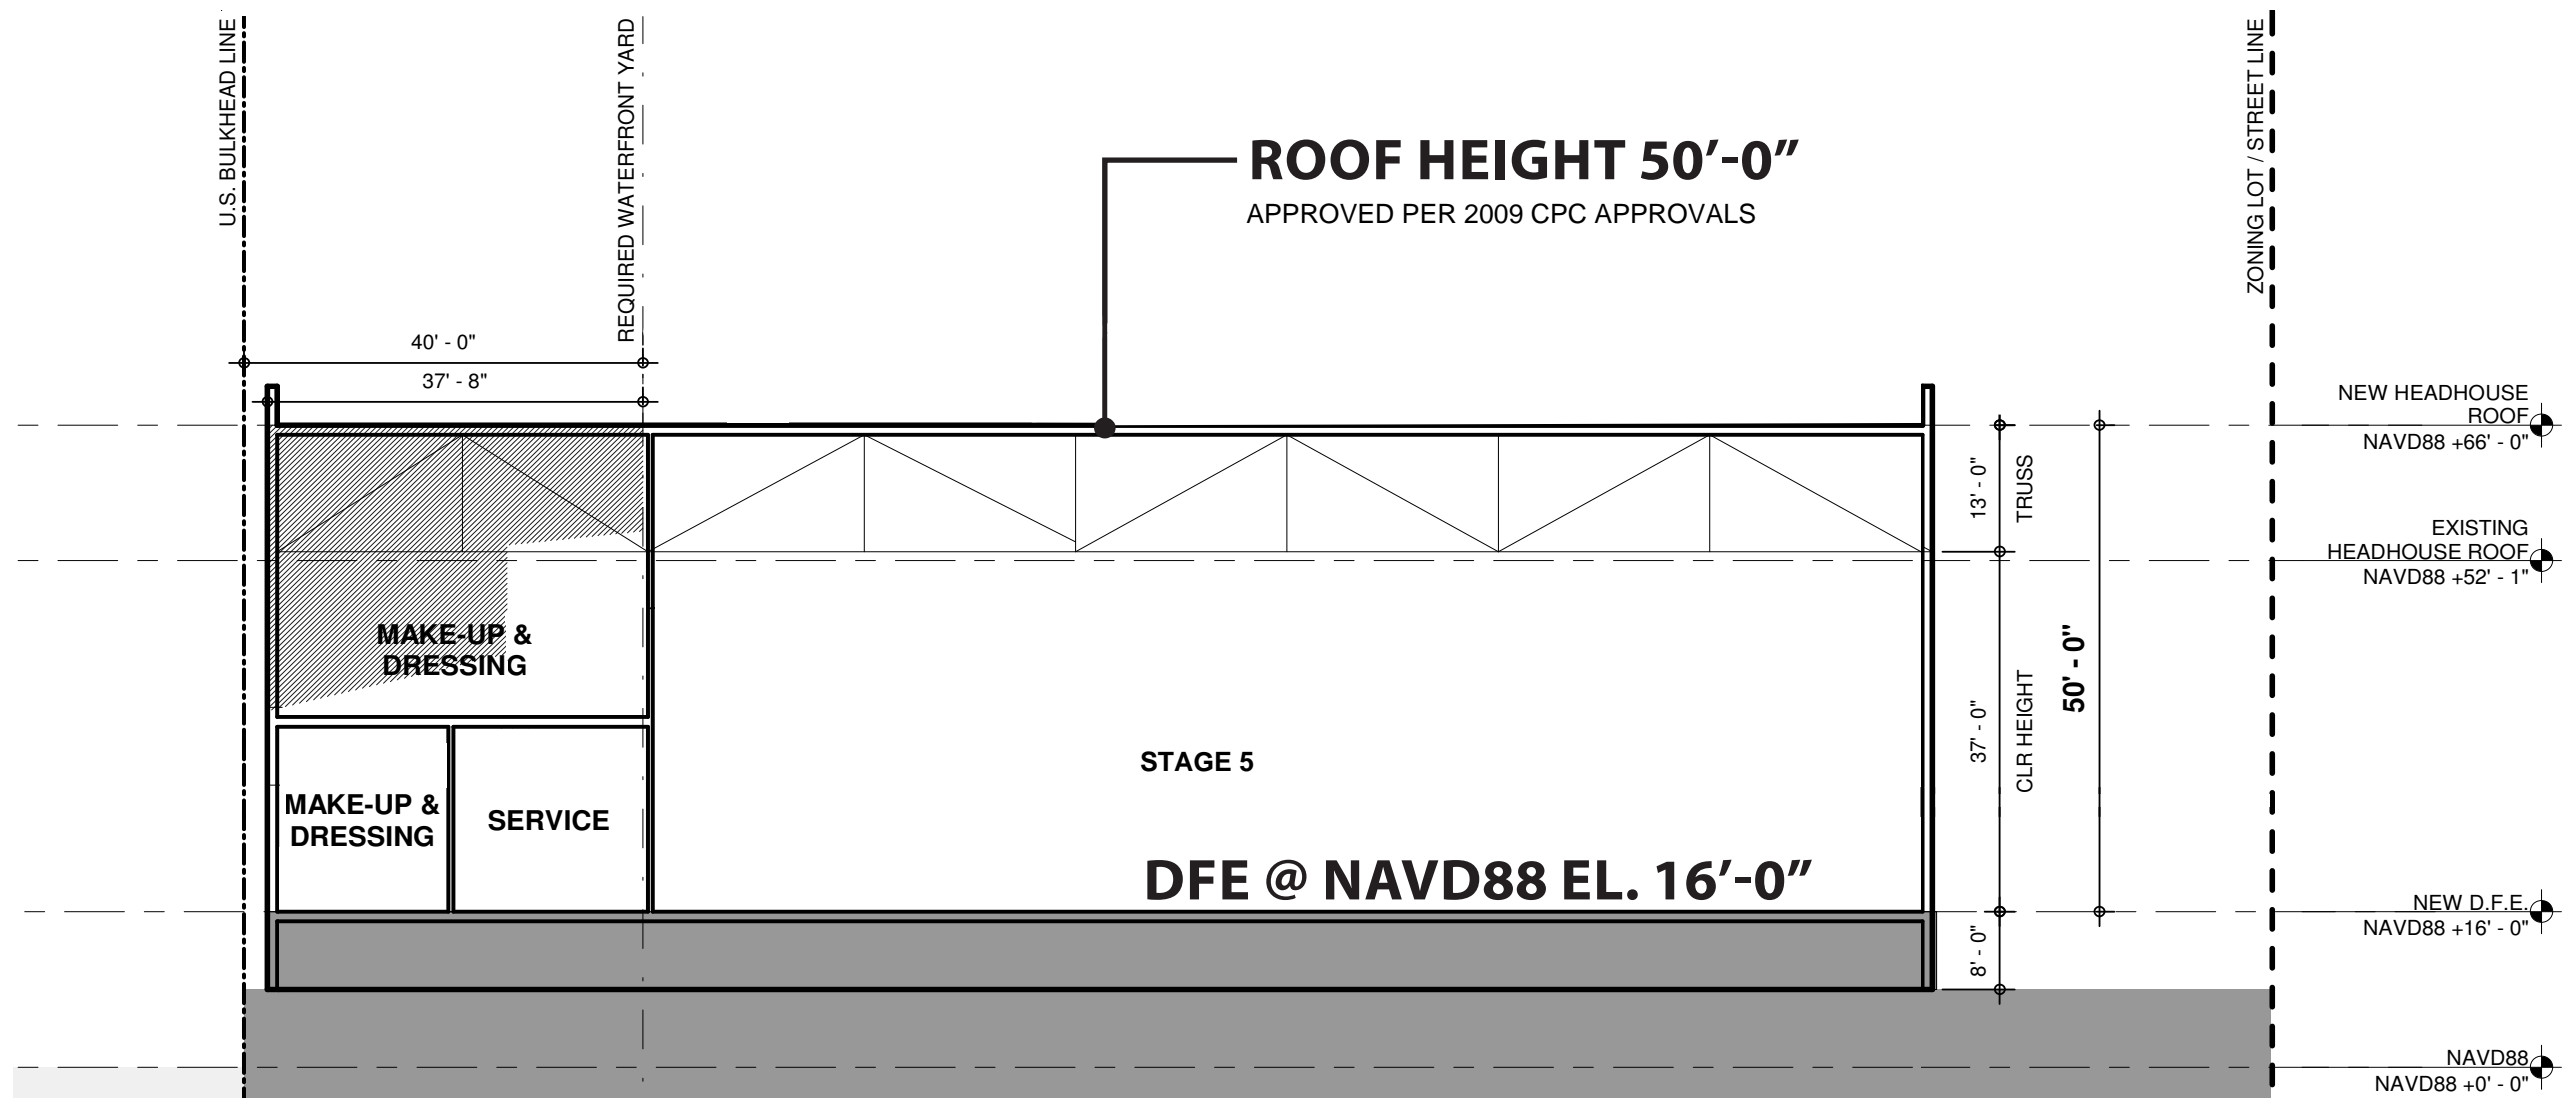 U.S. BULKHEAD LINE
REQUIRED WATERFRONT YARD
ZONING LOT / STREET LINE
ROOF HEIGHT 50′-0″
APPROVED PER 2009 CPC APPROVALS
40' - 0"
37' - 8"
NEW HEADHOUSE
ROOF
NAVD88 +66' - 0"
13' - 0"
TRUSS
EXISTING
HEADHOUSE ROOF
NAVD88 +52' - 1"
MAKE-UP &
DRESSING
50' - 0"
37' - 0"
CLR HEIGHT
STAGE 5
MAKE-UP &
DRESSING
SERVICE
DFE @ NAVD88 EL. 16′-0″
NEW D.F.E.
NAVD88 +16' - 0"
8' - 0"
NAVD88
NAVD88 +0' - 0"